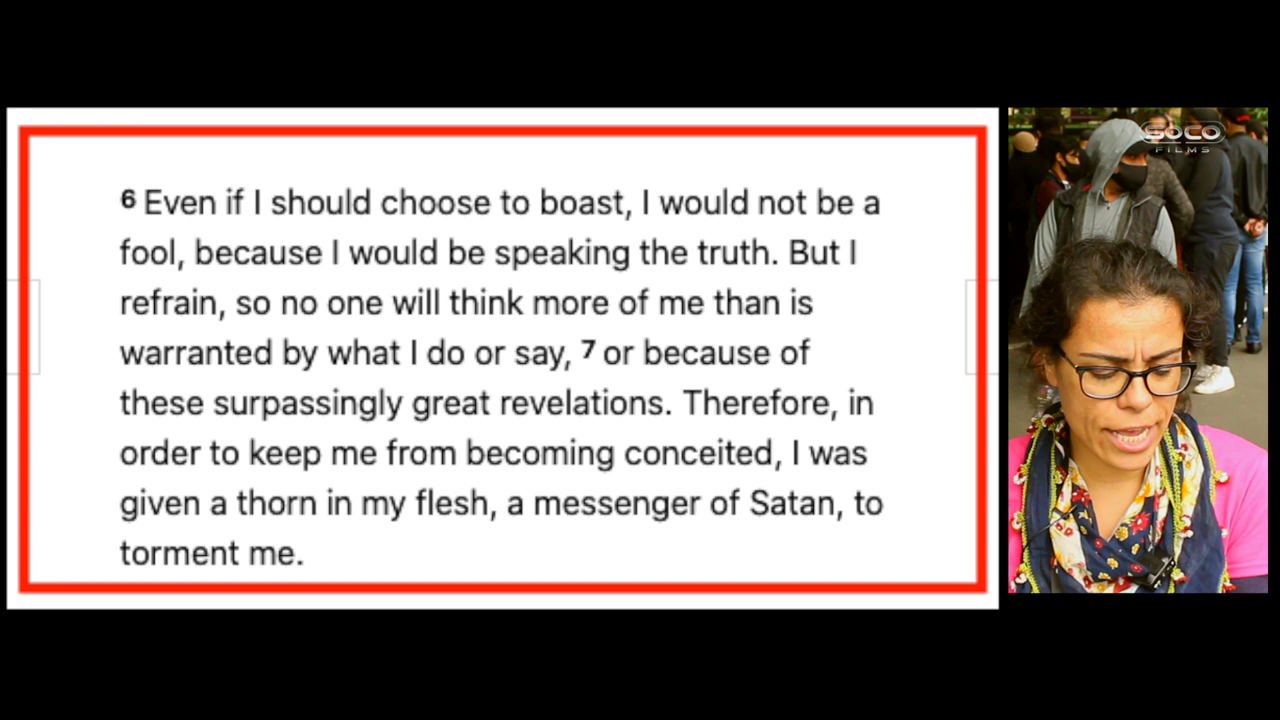 6 Even if I should choose to boast, I would not be a
fool, because I would be speaking the truth. But I
refrain, so no one will think more of me than is
warranted by what I do or say, 7 or because of
these surpassingly great revelations. Therefore, in
order to keep me from becoming conceited, I was
given a thorn in my flesh, a messenger of Satan, to
torment me.
SOCO
FILMS